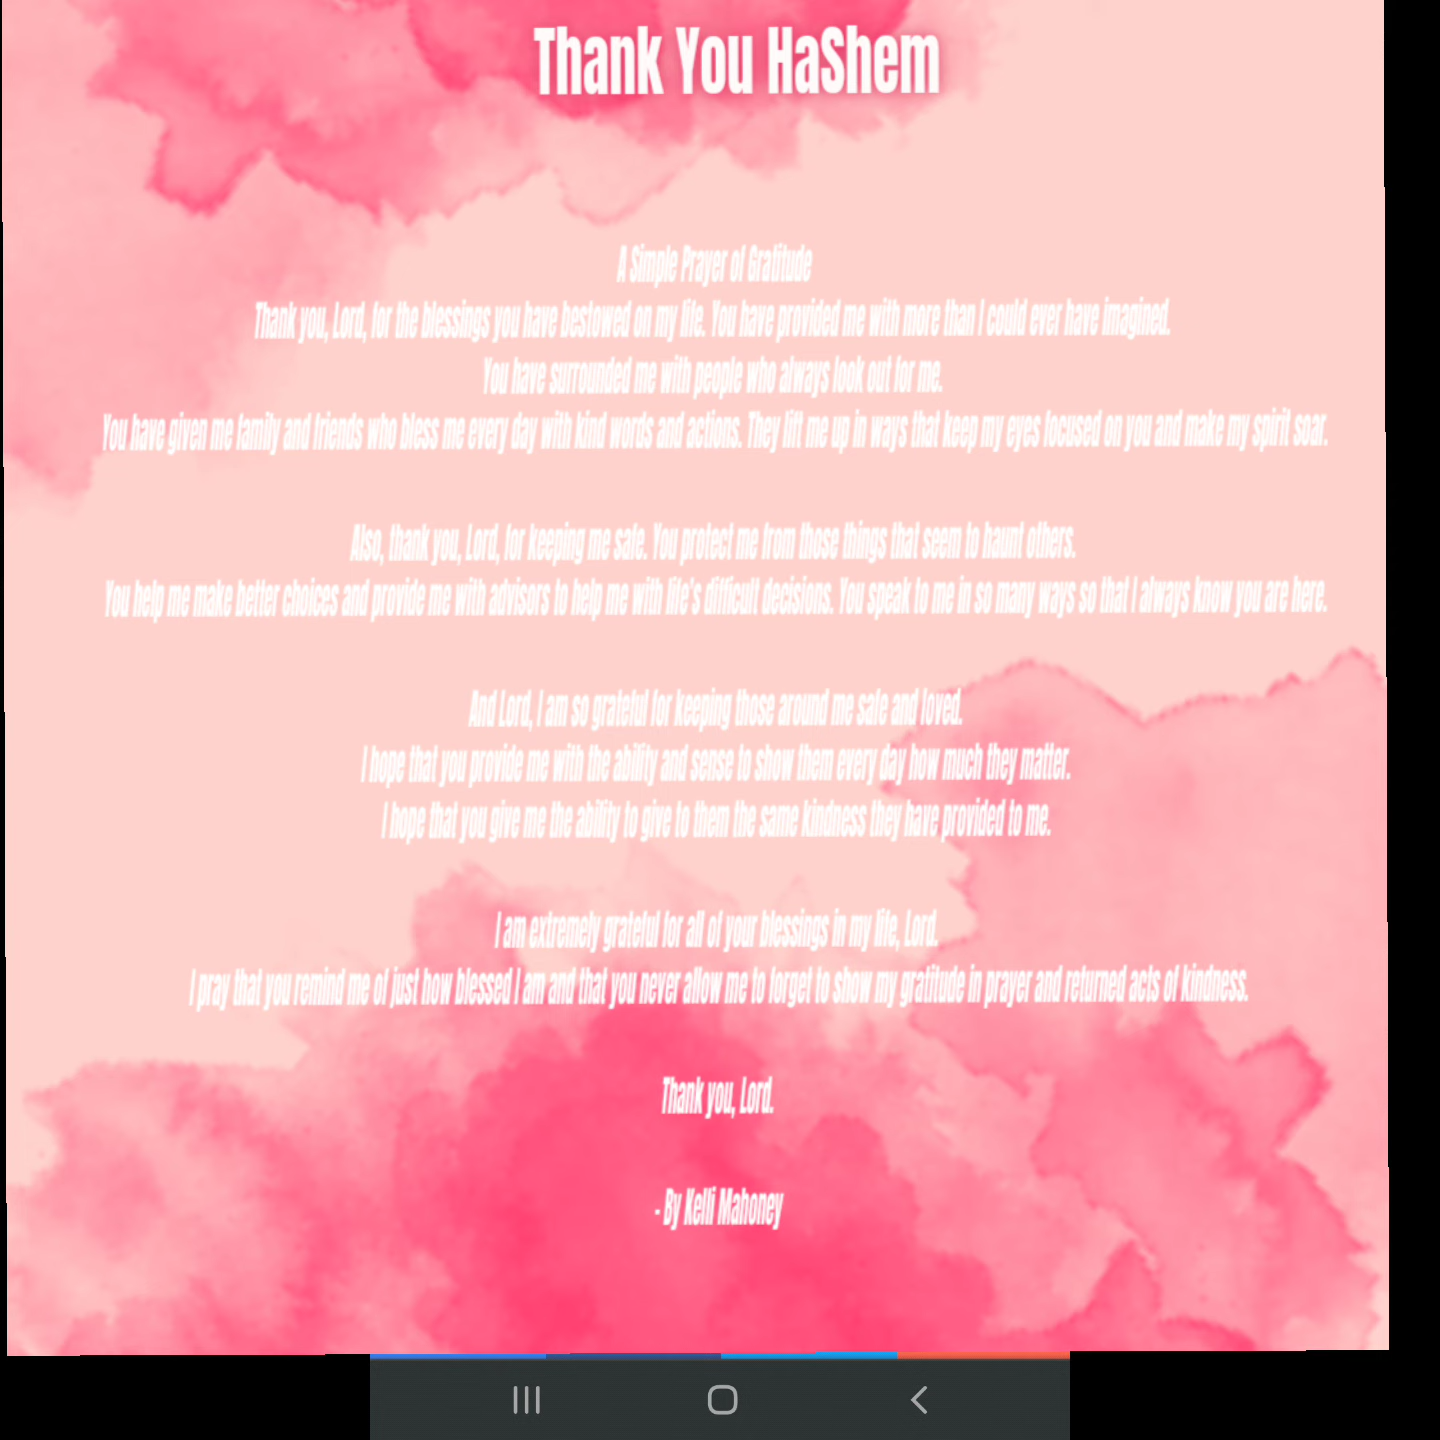 Thank You HaShem
A Simple Prayer of Gratitude
Thank you, Lord, for the blessings you have bestowed on my life. You have provided me with more than I could ever have imagined.
You have surrounded me with people who always look out for me.
You have given me family and friends who bless me every day with kind words and actions. They lift me up in ways that keep my eyes focused on you and make my spirit soar.
Also, thank you, Lord, for keeping me safe. You protect me from those things that seem to haunt others.
You help me make better choices and provide me with advisors to help me with life's difficult decisions. You speak to me in so many ways so that I always know you are here.
And Lord, I am so grateful for keeping those around me safe and loved.
I hope that you provide me with the ability and sense to show them every day how much they matter.
I hope that you give me the ability to give to them the same kindness they have provided to me.
I am extremely grateful for all of your blessings in my life, Lord.
I pray that you remind me of just how blessed I am and that you never allow me to forget to show my gratitude in prayer and returned acts of kindness.
Thank you, Lord.
- By Kelli Mahoney